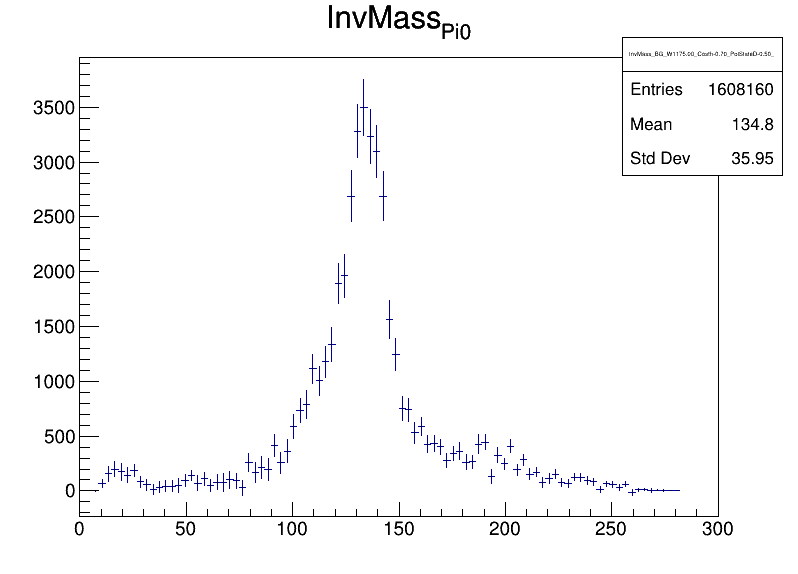 InvMass_Pi0
InvMass_BG_W1175.00_Costh-0.70_PolStateD-0.50_
Entries 1608160
Mean 134.8
Std Dev 35.95
3500
3000
2500
2000
1500
1000
500
0
0 50 100 150 200 250 300